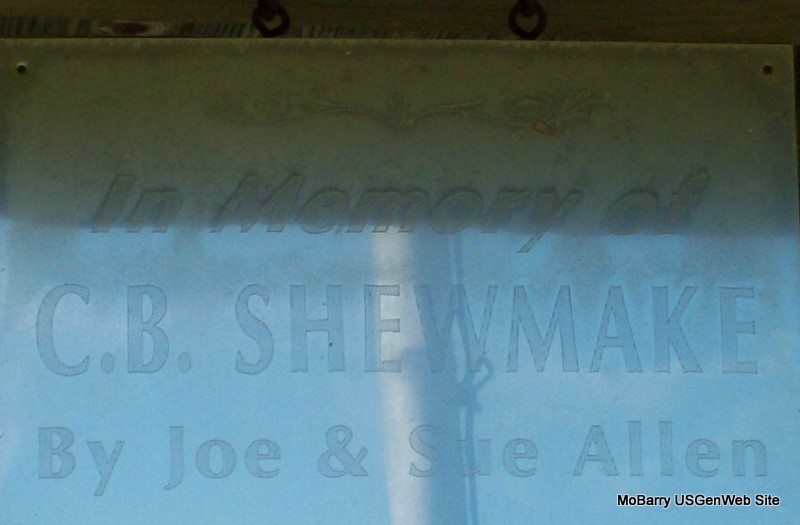 In Memory of
C.B. SHEWMAKE
By Joe & Sue Allen
MoBarry USGenWeb Site